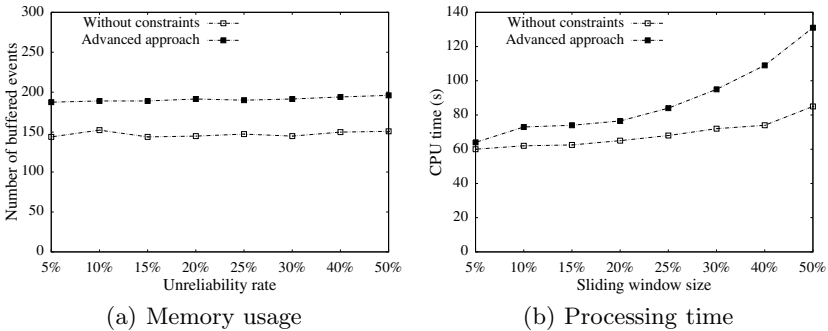 Without constraints
Advanced approach
Number of buffered events
300
250
200
150
100
50
0
5% 10% 15% 20% 25% 30% 40% 50%
Unreliability rate
(a) Memory usage
Without constraints
Advanced approach
CPU time (s)
140
120
100
80
60
40
20
0
5% 10% 15% 20% 25% 30% 40% 50%
Sliding window size
(b) Processing time